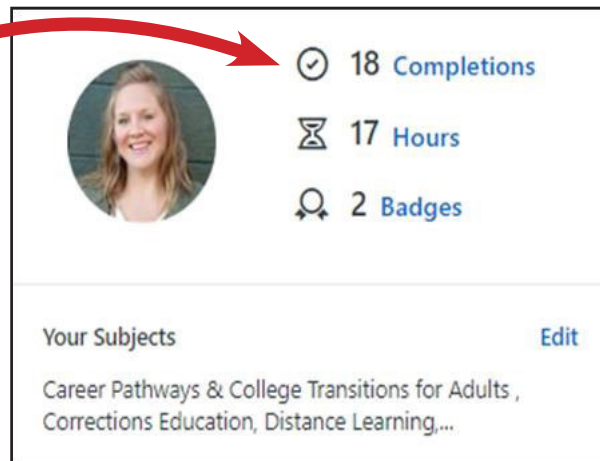 18 Completions
17 Hours
2 Badges
Your Subjects Edit
Career Pathways & College Transitions for Adults ,
Corrections Education, Distance Learning,...